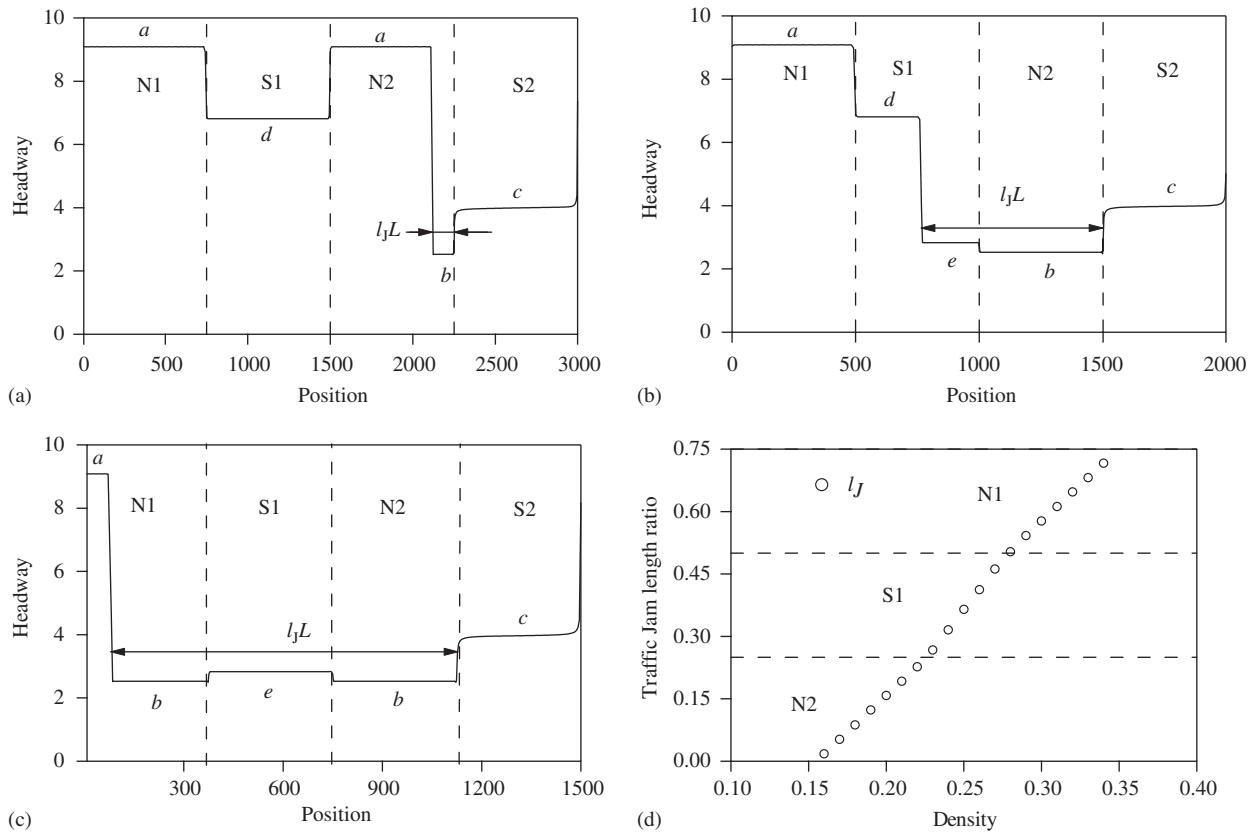 10
8
6
4
2
0
Headway
a
a
N1
S1
N2
S2
d
c
lJL
b
0
500
1000
1500
2000
2500
3000
Position
(a)
10
8
6
4
2
0
Headway
a
S1
N1
N2
S2
d
lJL
c
e
b
0
500
1000
1500
2000
Position
(b)
10
8
6
4
2
0
Headway
a
N1
S1
N2
S2
lJL
c
b
e
b
300
600
900
1200
1500
Position
(c)
0.75
0.60
0.45
0.30
0.15
0.00
Traffic Jam length ratio
lJ
N1
S1
N2
0.10
0.15
0.20
0.25
0.30
0.35
0.40
Density
(d)